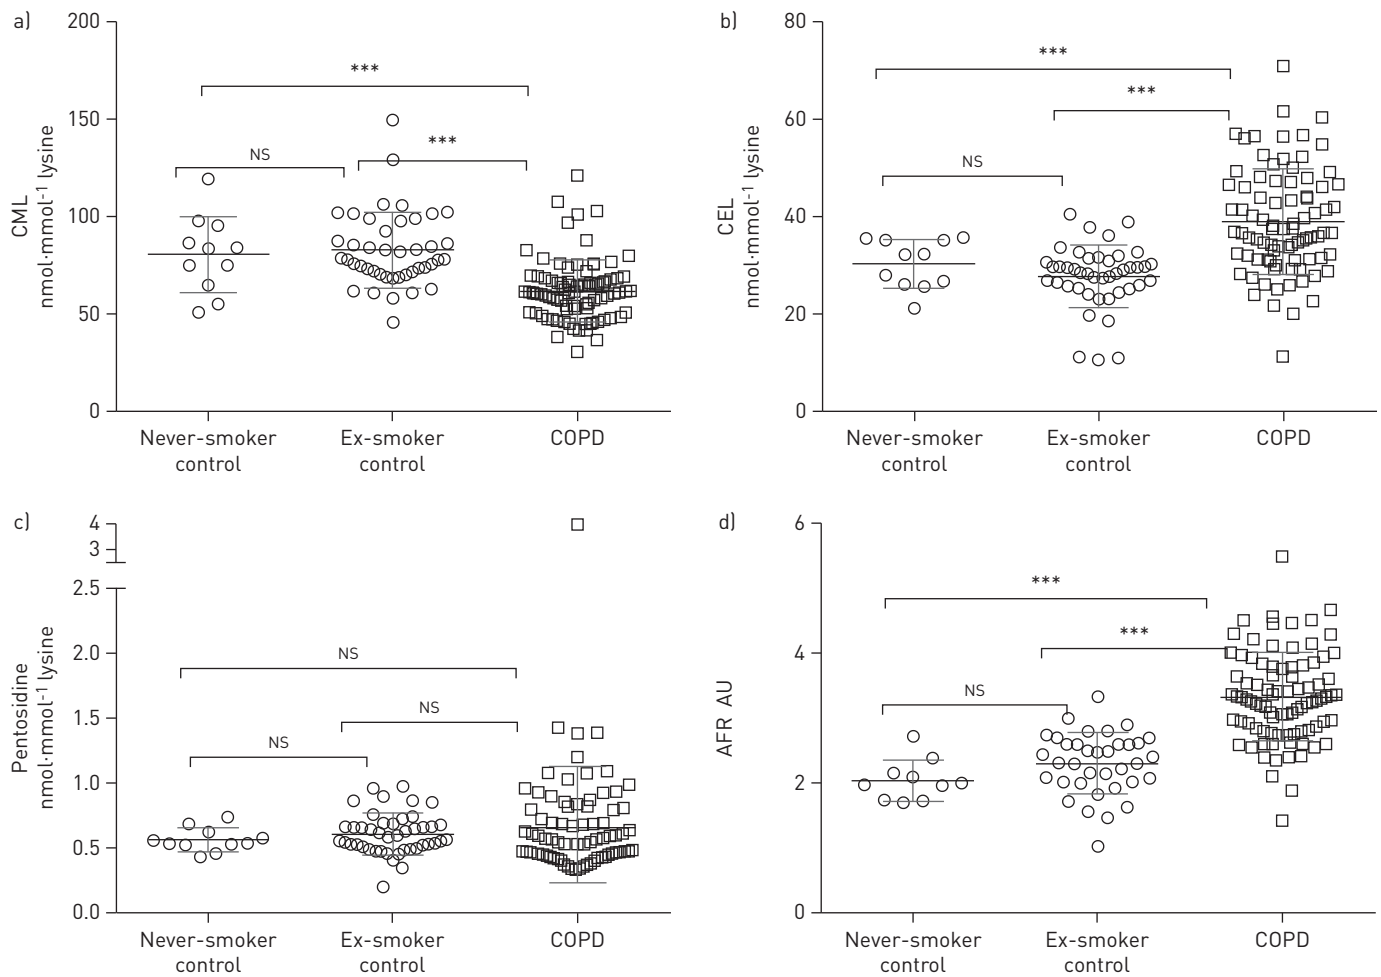 a)
200
150
100
50
0
CML
nmol·mmol⁻¹ lysine
***
NS
***
Never-smoker
control
Ex-smoker
control
COPD
b)
80
60
40
20
0
CEL
nmol·mmol⁻¹ lysine
***
***
NS
Never-smoker
control
Ex-smoker
control
COPD
c)
4
3
2.5
2.0
1.5
1.0
0.5
0.0
Pentosidine
nmol·mmol⁻¹ lysine
NS
NS
NS
Never-smoker
control
Ex-smoker
control
COPD
d)
6
4
2
0
AFR AU
***
***
NS
Never-smoker
control
Ex-smoker
control
COPD